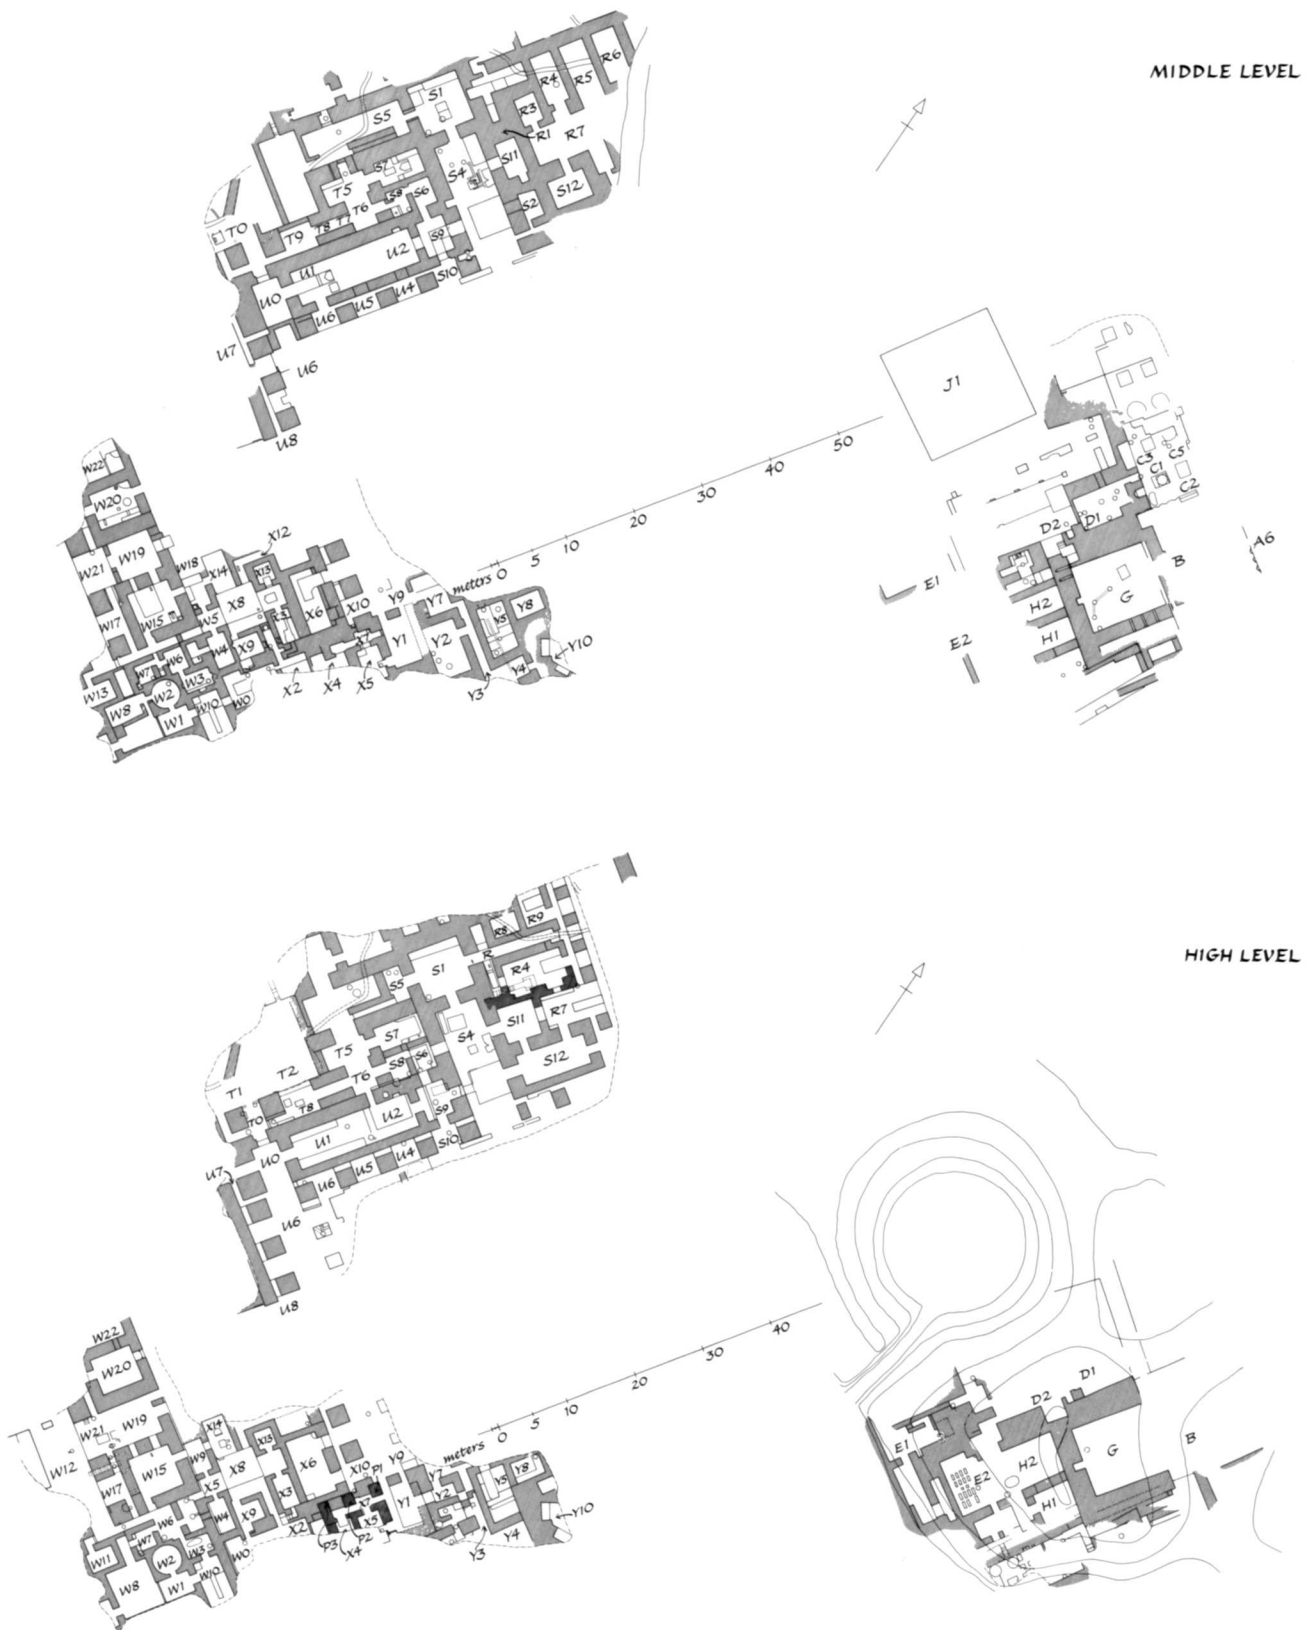 MIDDLE LEVEL
R6
R4
R5
S1
R3
S5
R1
R7
S11
S7
S4
T5
S12
S8
S6
T6
S2
T7
T8
T0
T9
S9
U2
U1
S10
U0
U4
U5
U6
U7
U6
U8
J1
50
40
30
20
10
5
0
meters
C3
C5
C1
C2
D1
D2
A6
B
E1
G
H2
H1
E2
W22
W20
X12
W19
W18
W21
X14
X13
X8
X6
Y9
Y7
Y8
X10
W15
W5
X3
Y5
W17
Y1
Y2
W4
X9
X7
Y10
W6
W7
W3
X2
X4
X5
Y4
Y3
W13
W2
W10
W0
W8
W1
HIGH LEVEL
R9
R8
R
S1
R4
S5
R7
S11
S4
S7
T5
S6
S12
S8
T2
T6
T1
T8
U2
S9
T0
U1
S10
U0
U4
U5
U7
U6
U6
U8
40
30
20
10
5
0
meters
W22
W20
D1
D2
W19
X14
W21
X13
B
E1
G
W9
X8
X6
Y9
H2
W12
W15
X10
P1
Y7
Y8
E2
X5
X3
Y5
W17
Y2
W4
X9
X7
Y1
H1
W6
X2
X5
Y10
W7
W3
P3
X4
P2
Y3
Y4
W11
W2
W0
W8
W1
W10